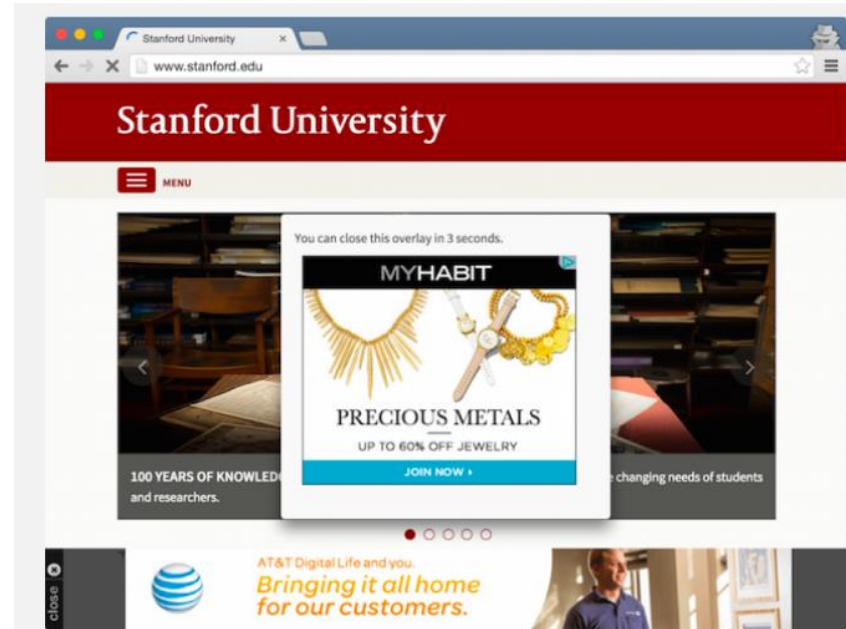 Stanford University
www.stanford.edu
Stanford University
MENU
You can close this overlay in 3 seconds.
MYHABIT
PRECIOUS METALS
UP TO 60% OFF JEWELRY
JOIN NOW
100 YEARS OF
changing needs of students
and researchers.
close
AT&T Digital Life and you.
Bringing it all home
for our customers.